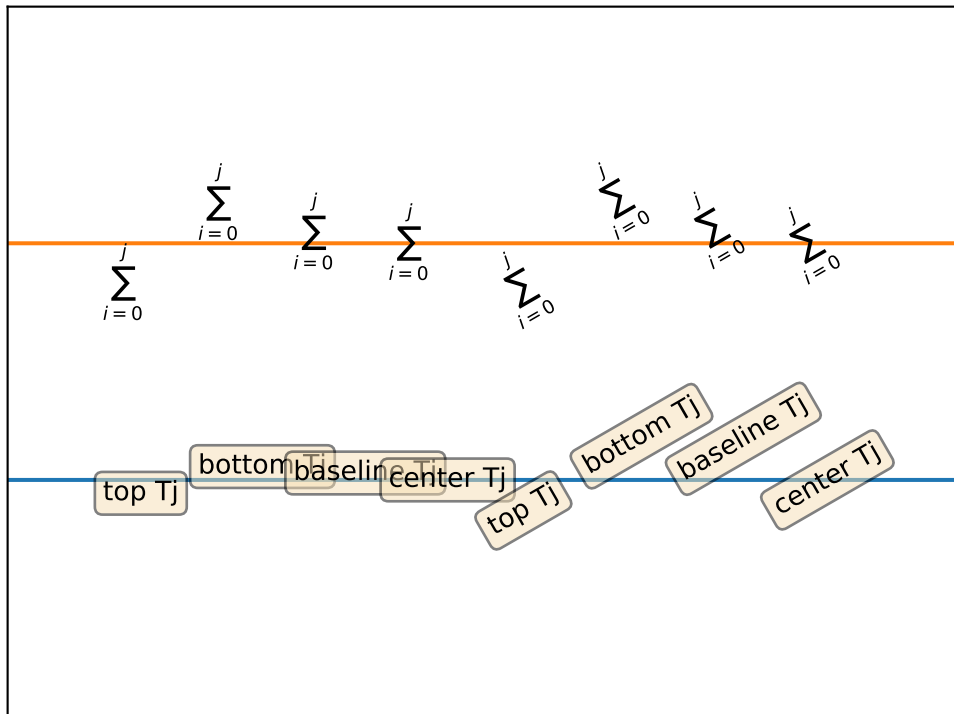 j
∑
i = 0
j
∑
i = 0
j
∑
i = 0
j
∑
i = 0
j
∑
i = 0
j
∑
i = 0
j
∑
i = 0
j
∑
i = 0
top Tj
bottom Tj
baseline Tj
center Tj
top Tj
bottom Tj
baseline Tj
center Tj